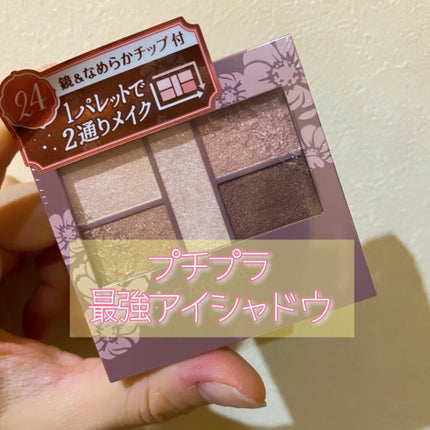 24
鏡&なめらかチップ付
1パレットで
2通りメイク
プチプラ
最強アイシャドウ